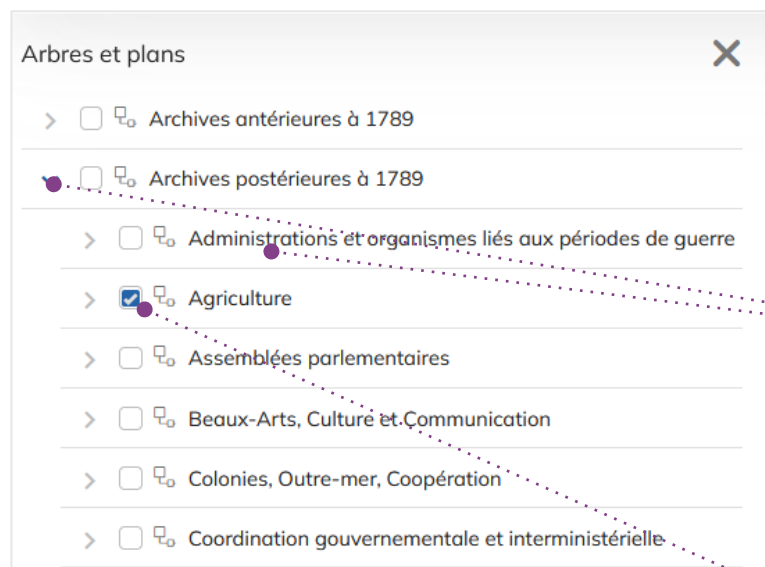 Arbres et plans
Archives antérieures à 1789
Archives postérieures à 1789
Administrations et organismes liés aux périodes de guerre
Agriculture
Assemblées parlementaires
Beaux-Arts, Culture et Communication
Colonies, Outre-mer, Coopération
Coordination gouvernementale et interministérielle